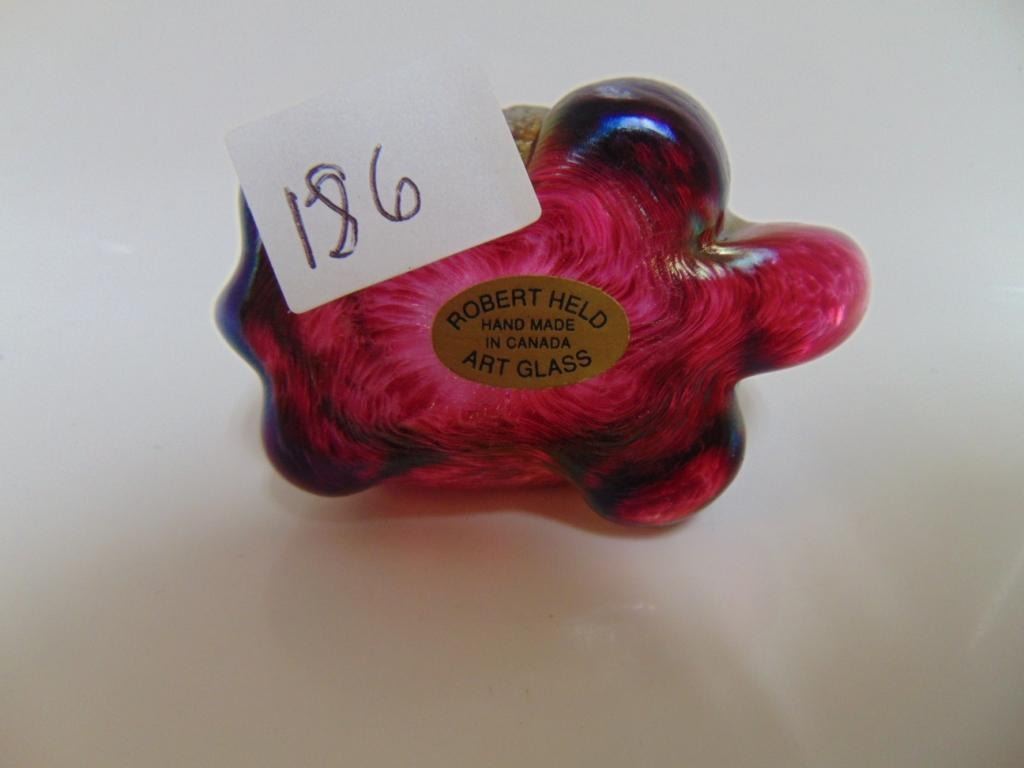 186
ROBERT HELD
HAND MADE
IN CANADA
ART GLASS